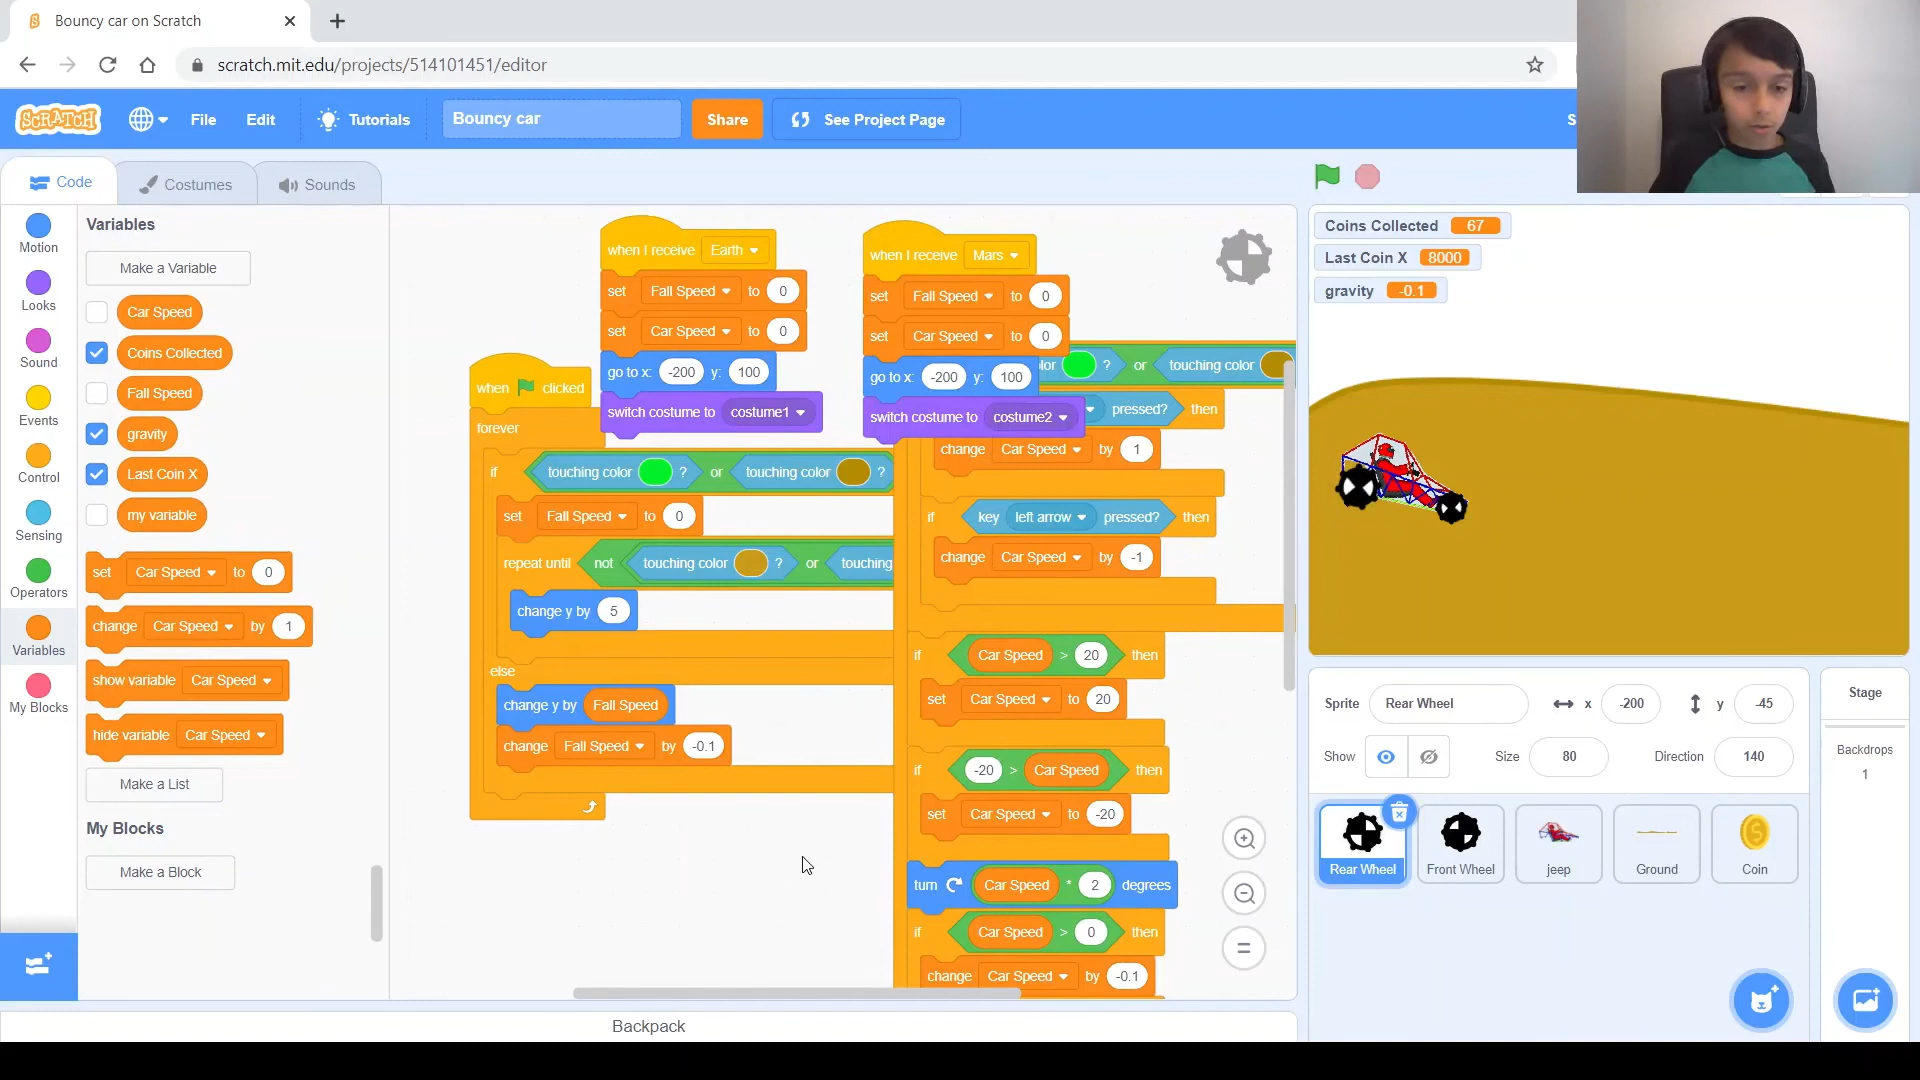 Bouncy car on Scratch
scratch.mit.edu/projects/514101451/editor
SCRATCH
File
Edit
Tutorials
Bouncy car
Share
See Project Page
S
Code
Costumes
Sounds
Motion
Looks
Sound
Events
Control
Sensing
Operators
Variables
My Blocks
Variables
Make a Variable
Car Speed
Coins Collected
Fall Speed
gravity
Last Coin X
my variable
set Car Speed to 0
change Car Speed by 1
show variable Car Speed
hide variable Car Speed
Make a List
My Blocks
Make a Block
when I receive Earth
set Fall Speed to 0
set Car Speed to 0
go to x: -200 y: 100
switch costume to costume1
when clicked
forever
if touching color ? or touching color ?
set Fall Speed to 0
repeat until not touching color ? or touching
change y by 5
else
change y by Fall Speed
change Fall Speed by -0.1
when I receive Mars
set Fall Speed to 0
set Car Speed to 0
go to x: -200 y: 100
switch costume to costume2
olor ? or touching color
pressed? then
change Car Speed by 1
if key left arrow pressed? then
change Car Speed by -1
if Car Speed > 20 then
set Car Speed to 20
if -20 > Car Speed then
set Car Speed to -20
turn Car Speed * 2 degrees
if Car Speed > 0 then
change Car Speed by -0.1
Backpack
Coins Collected 67
Last Coin X 8000
gravity -0.1
Sprite Rear Wheel x -200 y -45
Show Size 80 Direction 140
Rear Wheel
Front Wheel
jeep
Ground
Coin
Stage
Backdrops
1